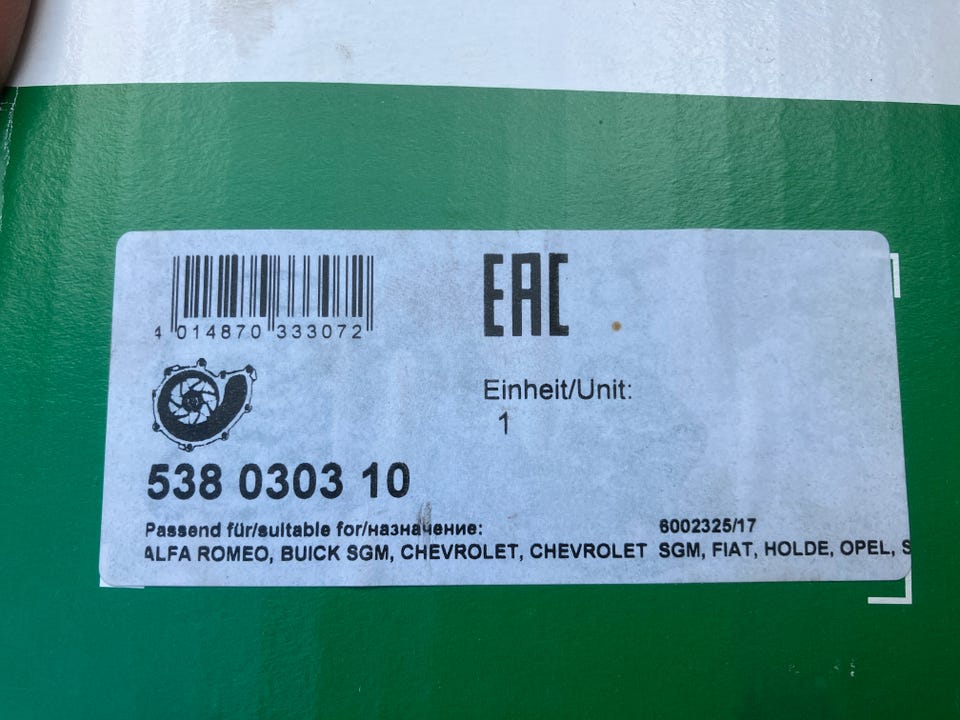 EAC
4 014870 333072
Einheit/Unit:
1
538 0303 10
Passend für/suitable for/назначение:
6002325/17
ALFA ROMEO, BUICK SGM, CHEVROLET, CHEVROLET SGM, FIAT, HOLDE, OPEL, S